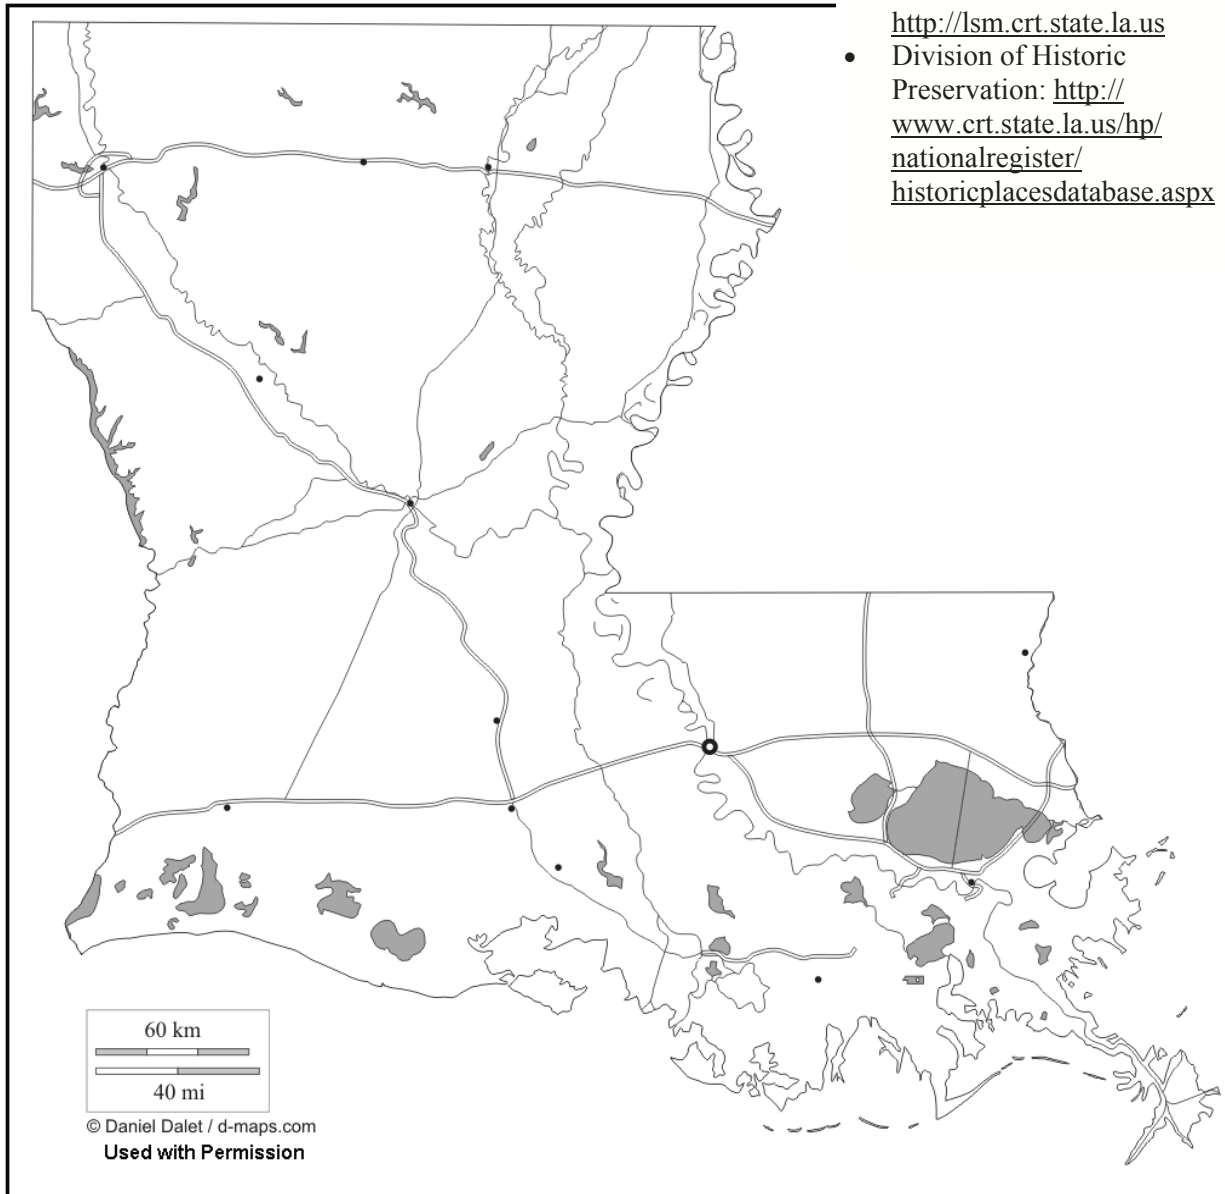 http://lsm.crt.state.la.us
• Division of Historic
Preservation: http://
www.crt.state.la.us/hp/
nationalregister/
historicplacesdatabase.aspx
60 km
40 mi
© Daniel Dalet / d-maps.com
Used with Permission